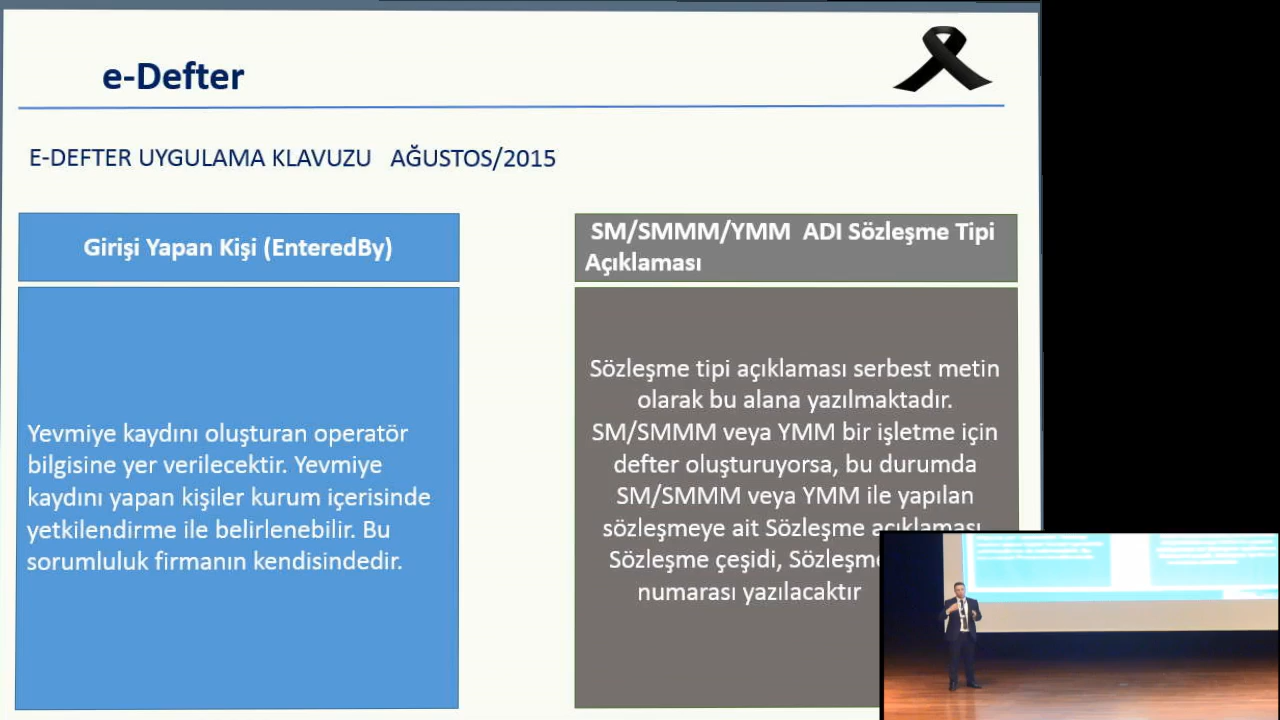 e-Defter
E-DEFTER UYGULAMA KLAVUZU AĞUSTOS/2015
Girişi Yapan Kişi (EnteredBy)
Yevmiye kaydını oluşturan operatör
bilgisine yer verilecektir. Yevmiye
kaydını yapan kişiler kurum içerisinde
yetkilendirme ile belirlenebilir. Bu
sorumluluk firmanın kendisindedir.
SM/SMMM/YMM ADI Sözleşme Tipi
Açıklaması
Sözleşme tipi açıklaması serbest metin
olarak bu alana yazılmaktadır.
SM/SMMM veya YMM bir işletme için
defter oluşturuyorsa, bu durumda
SM/SMMM veya YMM ile yapılan
sözleşmeye ait Sözleşme açıklaması
Sözleşme çeşidi, Sözleşme
numarası yazılacaktır